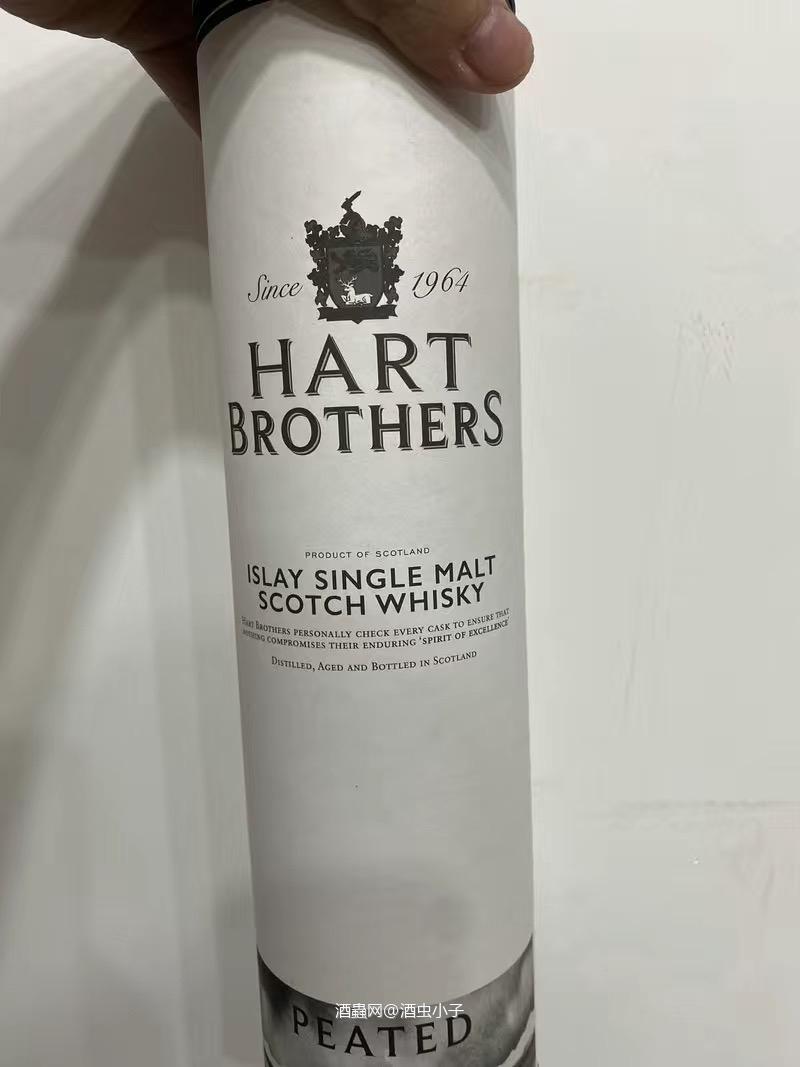 Since 1964
HART
BROTHERS
PRODUCT OF SCOTLAND
ISLAY SINGLE MALT
SCOTCH WHISKY
HART BROTHERS PERSONALLY CHECK EVERY CASK TO ENSURE THAT
NOTHING COMPROMISES THEIR ENDURING 'SPIRIT OF EXCELLENCE'
DISTILLED, AGED AND BOTTLED IN SCOTLAND
酒蟲网@酒虫小子
PEATED